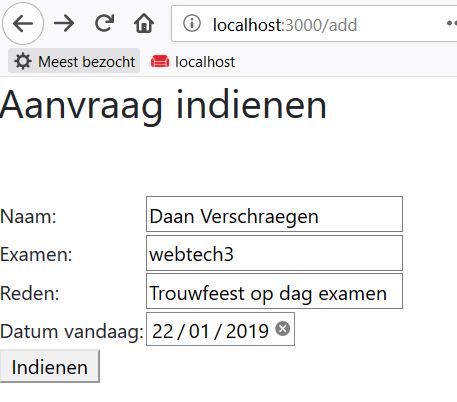 localhost:3000/add
Meest bezocht localhost
Aanvraag indienen
Naam: Daan Verschraegen
Examen: webtech3
Reden: Trouwfeest op dag examen
Datum vandaag: 22/01/2019
Indienen